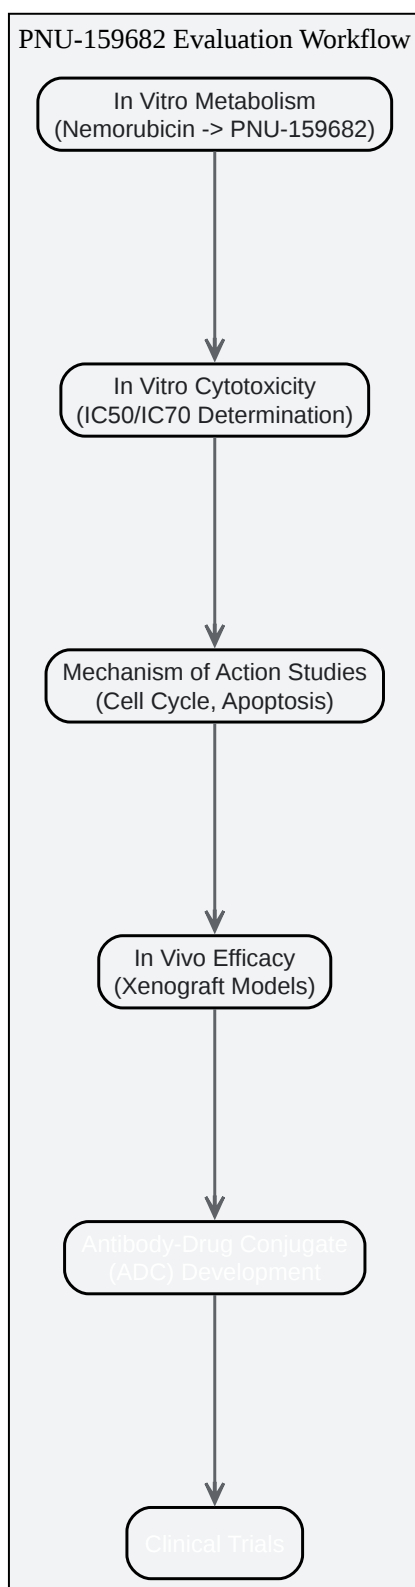 PNU-159682 Evaluation Workflow
In Vitro Metabolism
(Nemorubicin -> PNU-159682)
In Vitro Cytotoxicity
(IC50/IC70 Determination)
Mechanism of Action Studies
(Cell Cycle, Apoptosis)
In Vivo Efficacy
(Xenograft Models)
Antibody-Drug Conjugate
(ADC) Development
Clinical Trials